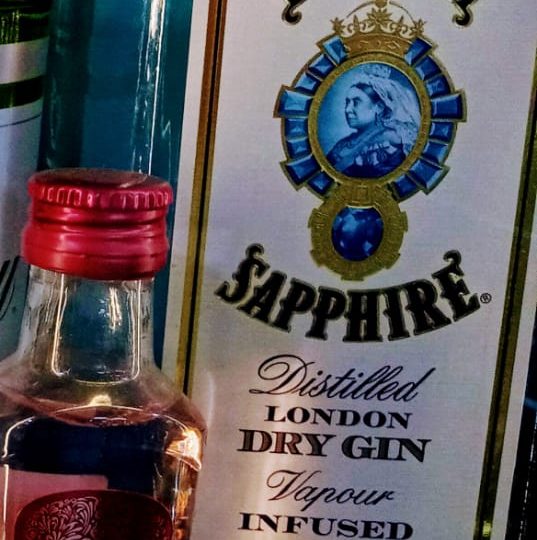 SAPPHIRE®
Distilled
LONDON
DRY GIN
Vapour
INFUSED